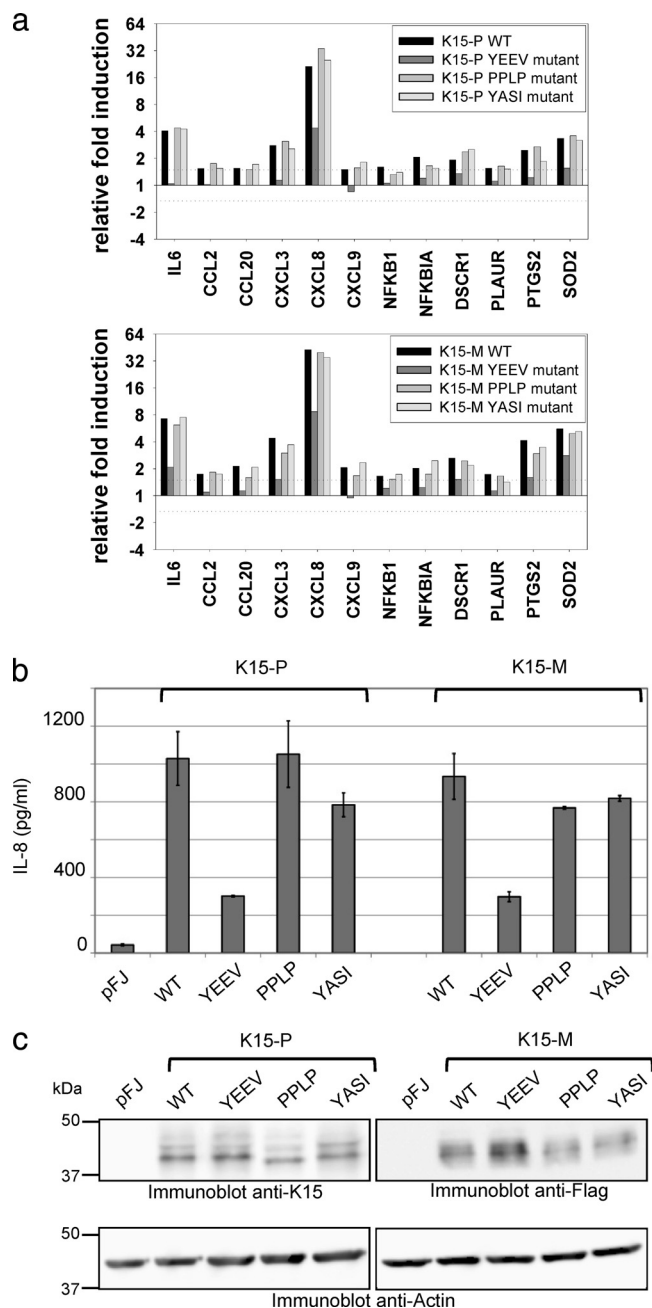 a
relative fold induction
64
32
16
4
2
1
-2
-4
K15-P WT
K15-P YEEV mutant
K15-P PPLP mutant
K15-P YASI mutant
IL6
CCL2
CCL20
CXCL3
CXCL8
CXCL9
NFKB1
NFKBIA
DSCR1
PLAUR
PTGS2
SOD2
relative fold induction
64
32
16
8
4
2
1
-2
-4
K15-M WT
K15-M YEEV mutant
K15-M PPLP mutant
K15-M YASI mutant
IL6
CCL2
CCL20
CXCL3
CXCL8
CXCL9
NFKB1
NFKBIA
DSCR1
PLAUR
PTGS2
SOD2
b
K15-P
K15-M
IL-8 (pg/ml)
1200
800
400
0
pFJ
WT
YEEV
PPLP
YASI
WT
YEEV
PPLP
YASI
c
K15-P
K15-M
kDa
pFJ
WT
YEEV
PPLP
YASI
pFJ
WT
YEEV
PPLP
YASI
50
37
Immunoblot anti-K15
Immunoblot anti-Flag
50
37
Immunoblot anti-Actin